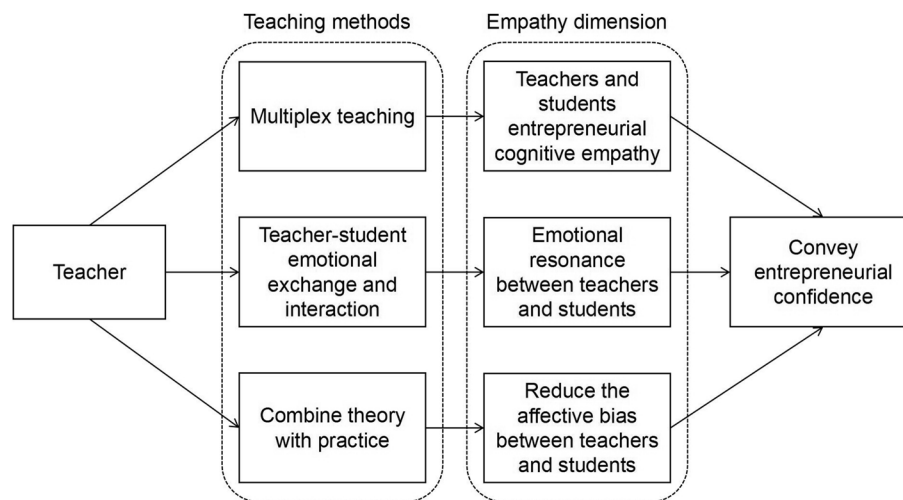 Teaching methods
Empathy dimension
Multiplex teaching
Teachers and
students
entrepreneurial
cognitive empathy
Teacher
Teacher-student
emotional
exchange and
interaction
Emotional
resonance
between teachers
and students
Convey
entrepreneurial
confidence
Combine theory
with practice
Reduce the
affective bias
between teachers
and students